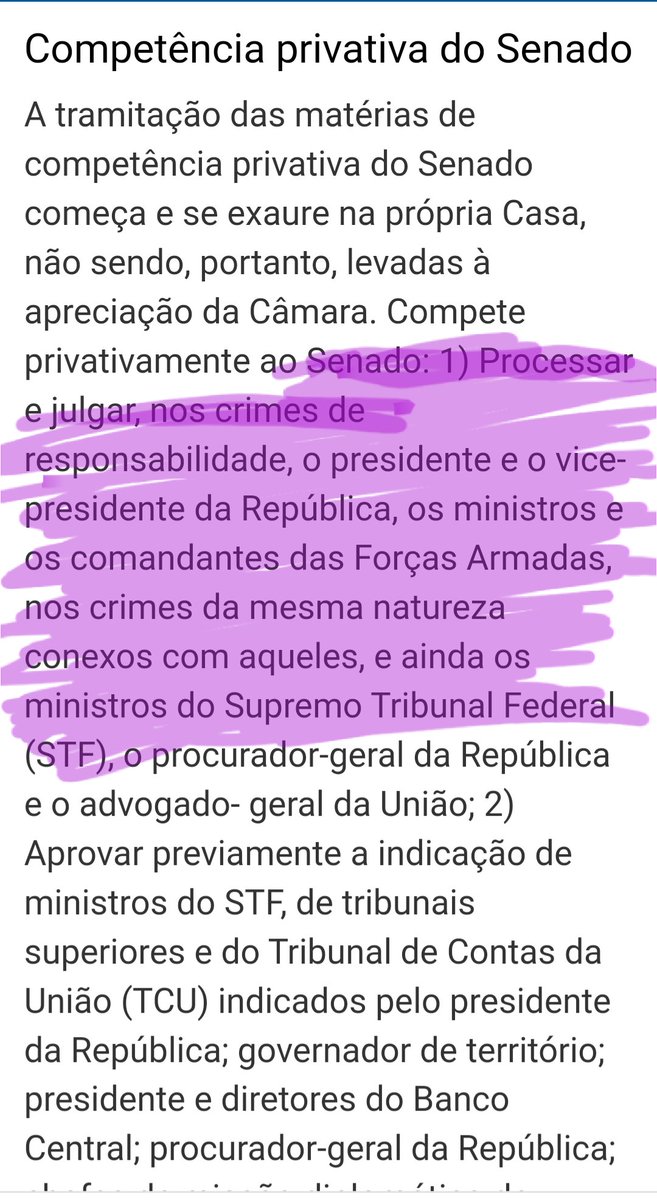 Competência privativa do Senado
A tramitação das matérias de
competência privativa do Senado
começa e se exaure na própria Casa,
não sendo, portanto, levadas à
apreciação da Câmara. Compete
privativamente ao Senado: 1) Processar
e julgar, nos crimes de
responsabilidade, o presidente e o vice-
presidente da República, os ministros e
os comandantes das Forças Armadas,
nos crimes da mesma natureza
conexos com aqueles, e ainda os
ministros do Supremo Tribunal Federal
(STF), o procurador-geral da República
e o advogado- geral da União; 2)
Aprovar previamente a indicação de
ministros do STF, de tribunais
superiores e do Tribunal de Contas da
União (TCU) indicados pelo presidente
da República; governador de território;
presidente e diretores do Banco
Central; procurador-geral da República;